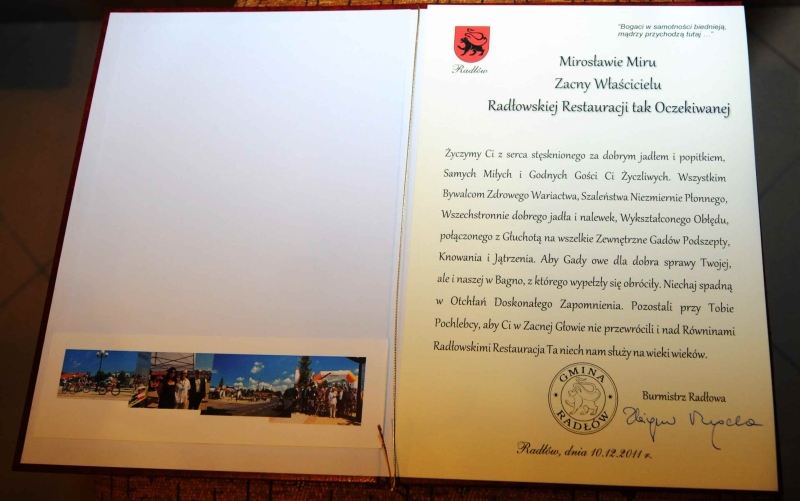 "Bogaci w samotności biednieją,
mądrzy przychodzą tutaj ..."
Radłów
Mirosławie Miru
Zacny Właścicielu
Radłowskiej Restauracji tak Oczekiwanej
Życzymy Ci z serca stęsknionego za dobrym jadłem i popitkiem,
Samych Miłych i Godnych Gości Ci Życzliwych. Wszystkim
Bywalcom Zdrowego Wariactwa, Szaleństwa Niezmiernie Płonnego,
Wszechstronnie dobrego jadła i nalewek, Wykształconego Obłędu,
połączonego z Głuchotą na wszelkie Zewnętrzne Gadów Podszepty,
Knowania i Jątrzenia. Aby Gady owe dla dobra sprawy Twojej,
ale i naszej w Bagno, z którego wypełzły się obróciły. Niechaj spadną
w Otchłań Doskonałego Zapomnienia. Pozostali przy Tobie
Pochlebcy, aby Ci w Zacnej Głowie nie przewrócili i nad Równinami
Radłowskimi Restauracja Ta niech nam służy na wieki wieków.
GMINA
RADŁÓW
Burmistrz Radłowa
Radłów, dnia 10.12.2011 r.